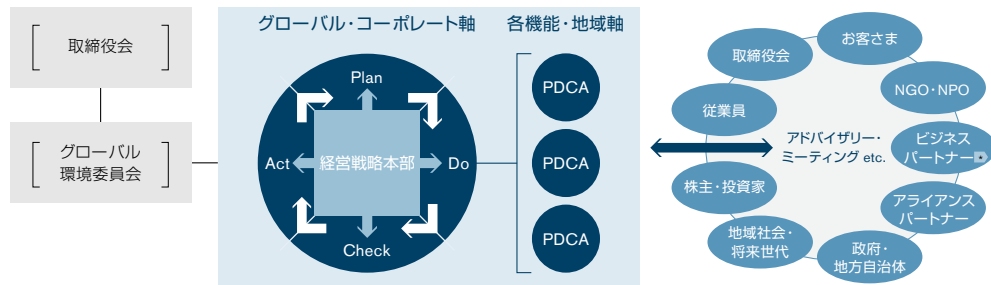 取締役会
グローバル
環境委員会
グローバル・コーポレート軸
Plan
Act
経営戦略本部
Do
Check
各機能・地域軸
PDCA
PDCA
PDCA
お客さま
取締役会
NGO・NPO
従業員
アドバイザリー・
ミーティング etc.
ビジネス
パートナー
株主・投資家
アライアンス
パートナー
地域社会・
将来世代
政府・
地方自治体